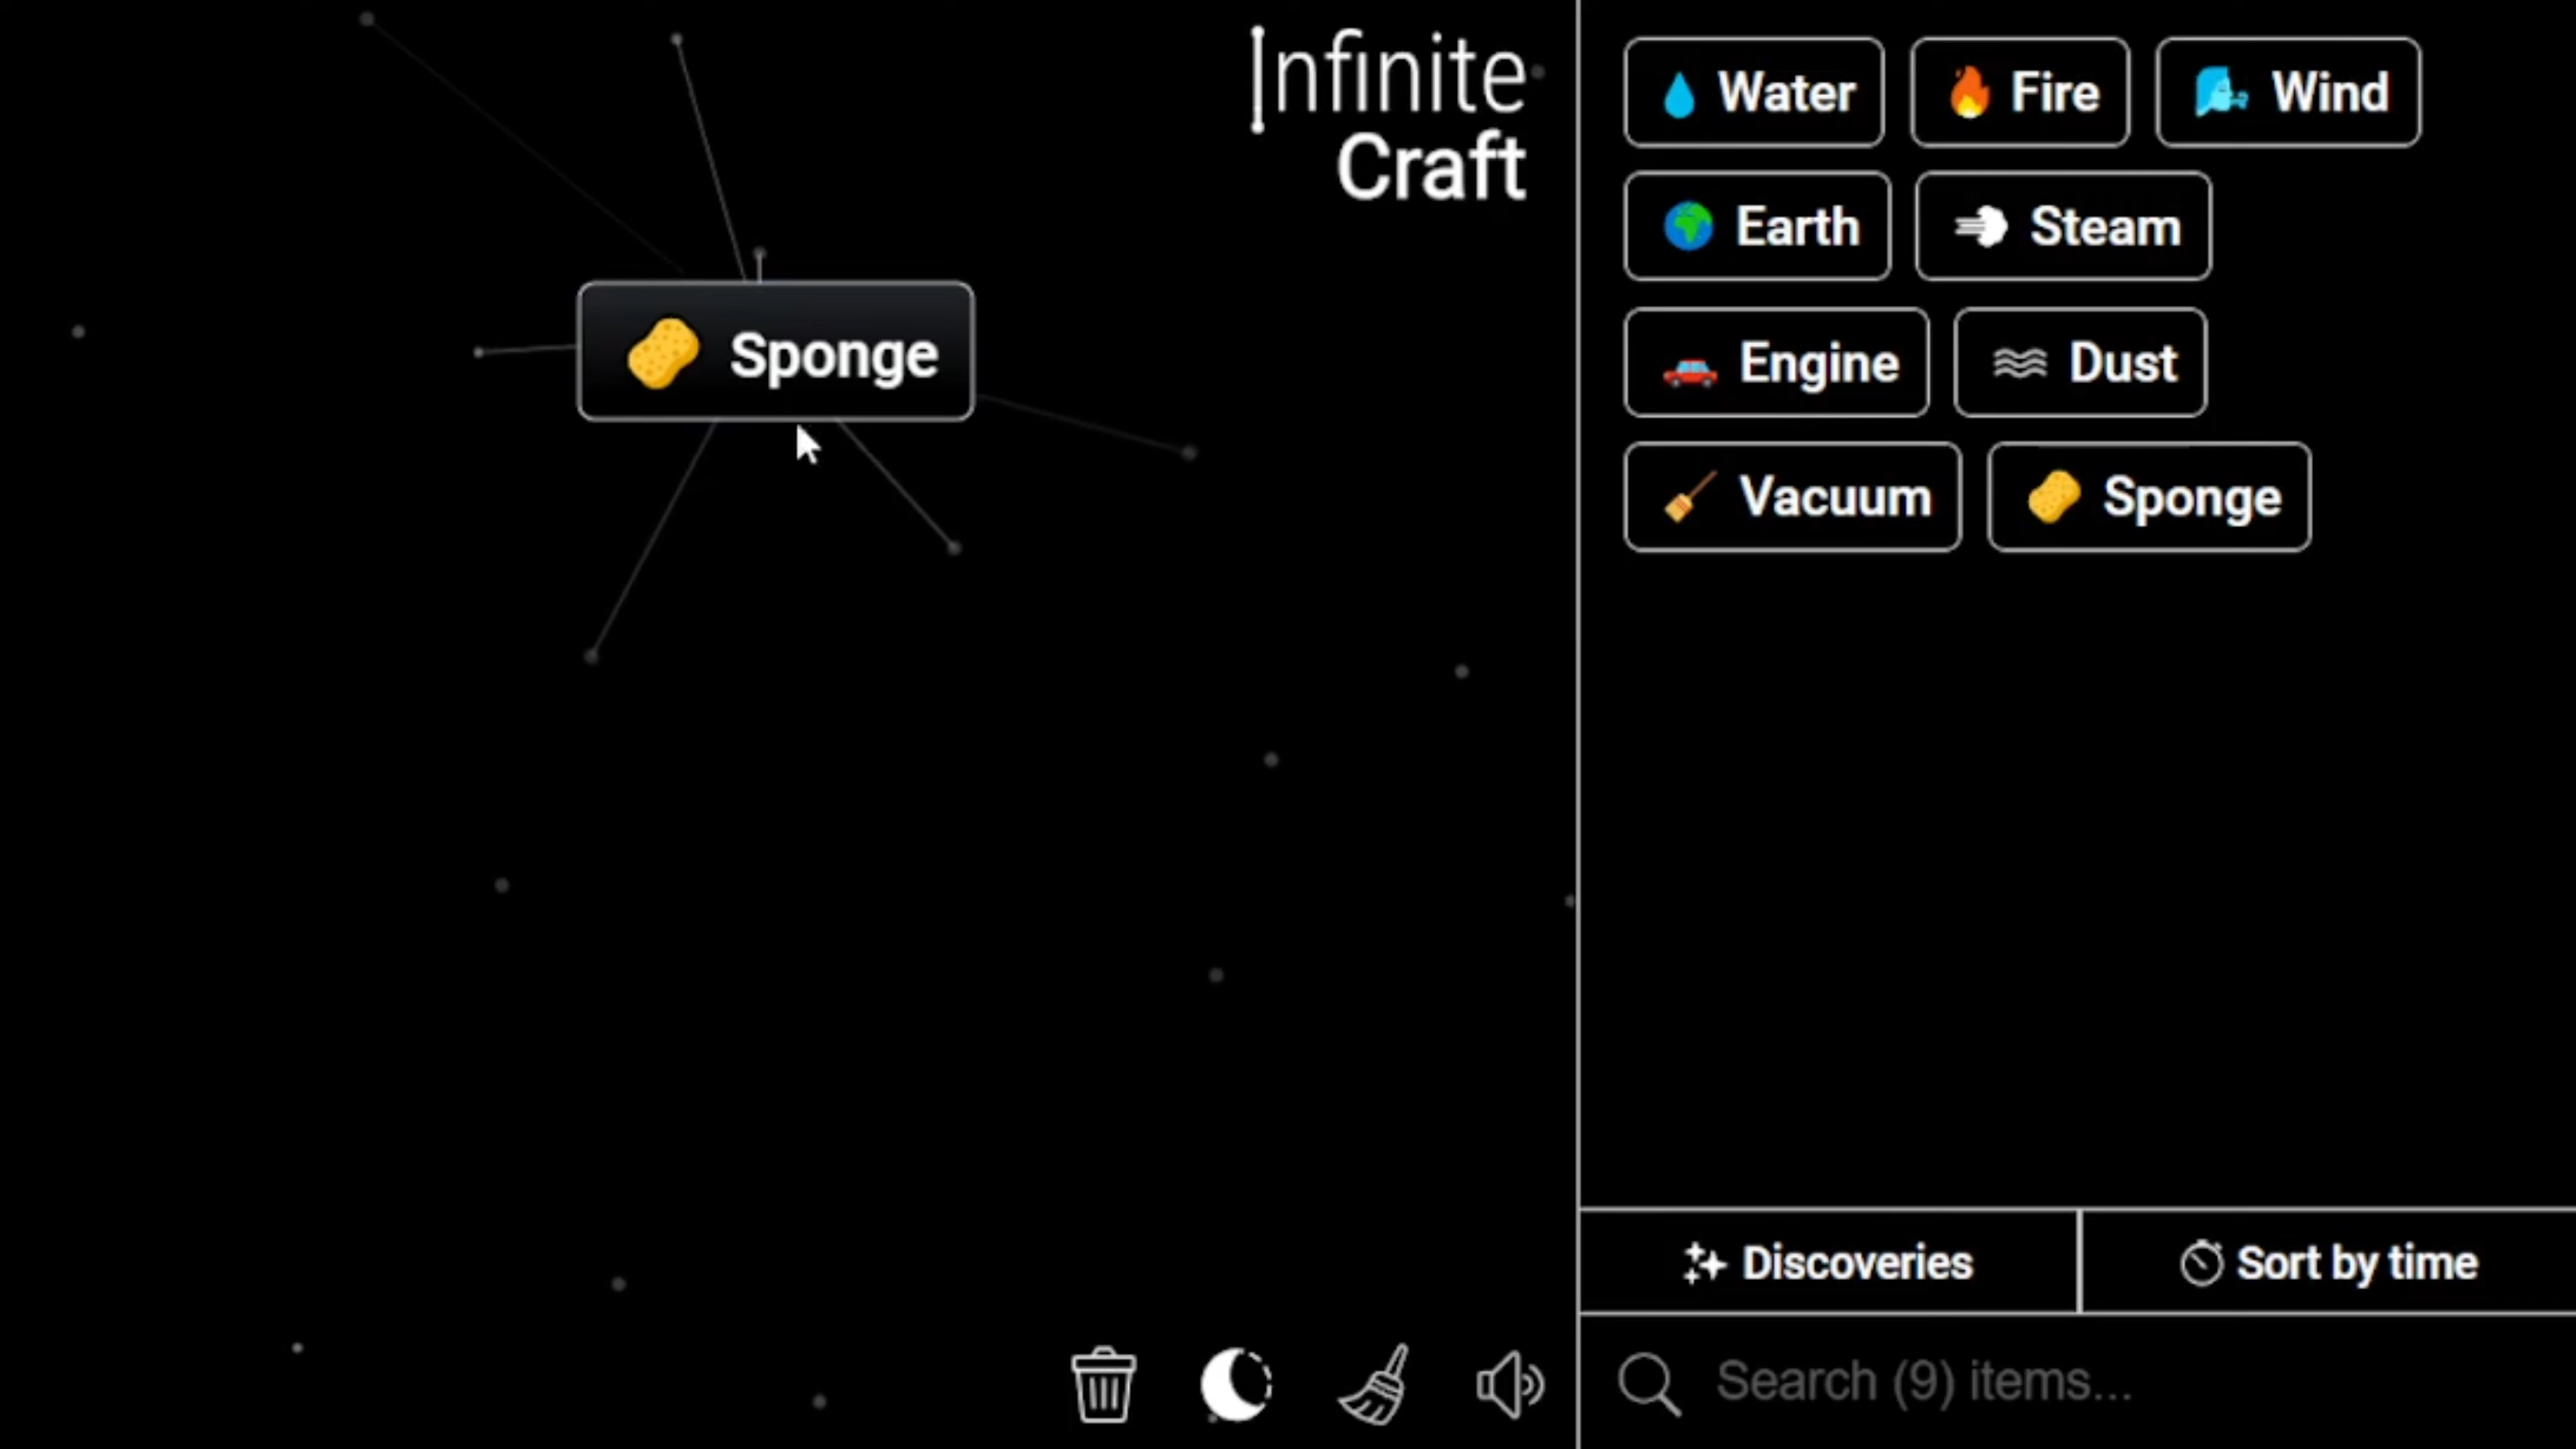 Infinite
Craft
Sponge
Water Fire Wind
Earth Steam
Engine Dust
Vacuum Sponge
Discoveries Sort by time
Search (9) items...